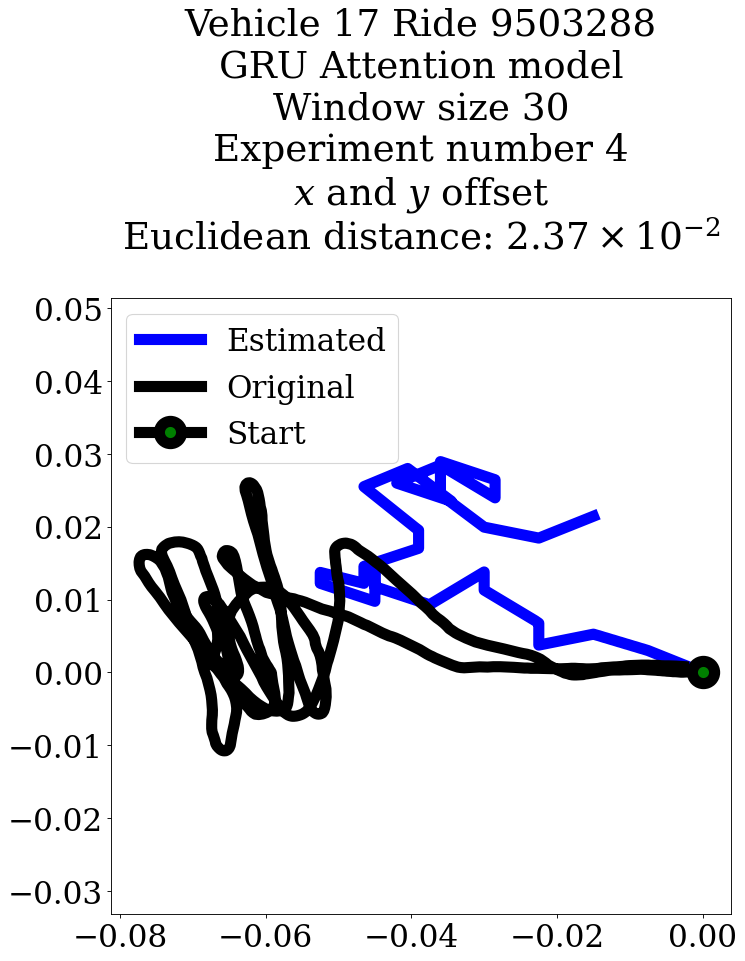 Vehicle 17 Ride 9503288
GRU Attention model
Window size 30
Experiment number 4
x and y offset
Euclidean distance: 2.37 × 10⁻²
0.05
0.04
0.03
0.02
0.01
0.00
−0.01
−0.02
−0.03
Estimated
Original
Start
−0.08 −0.06 −0.04 −0.02 0.00